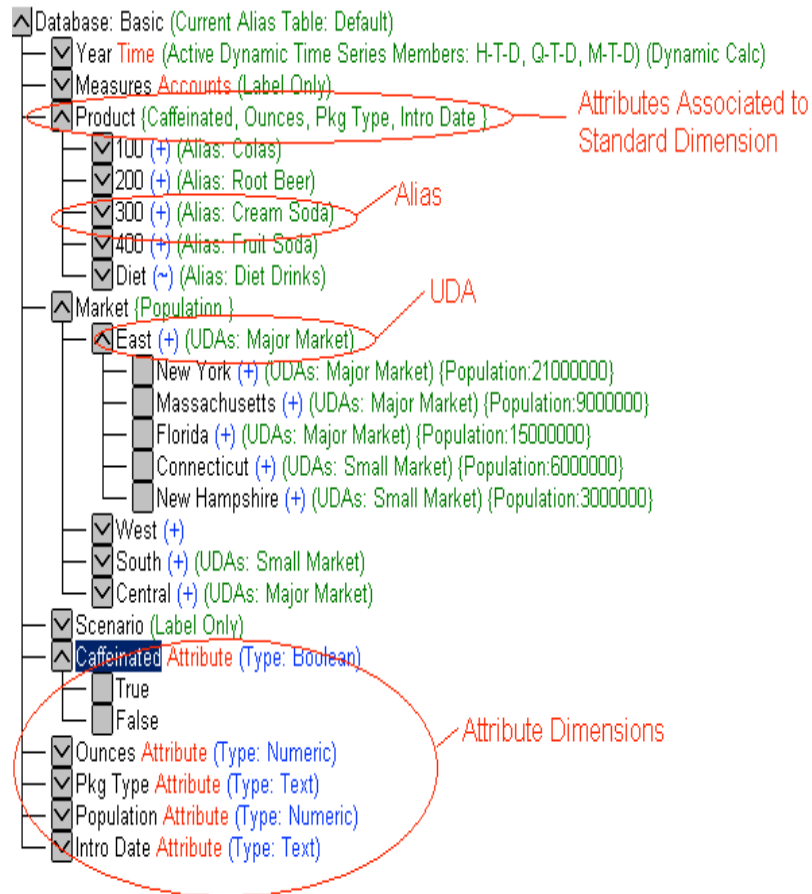 Database: Basic (Current Alias Table: Default)
Year Time (Active Dynamic Time Series Members: H-T-D, Q-T-D, M-T-D) (Dynamic Calc)
Measures Accounts (Label Only)
Product {Caffeinated, Ounces, Pkg Type, Intro Date }
Attributes Associated to
Standard Dimension
100 (+) (Alias: Colas)
200 (+) (Alias: Root Beer)
Alias
300 (+) (Alias: Cream Soda)
400 (+) (Alias: Fruit Soda)
Diet (~) (Alias: Diet Drinks)
UDA
Market {Population }
East (+) (UDAs: Major Market)
New York (+) (UDAs: Major Market) {Population:21000000}
Massachusetts (+) (UDAs: Major Market) {Population:9000000}
Florida (+) (UDAs: Major Market) {Population:15000000}
Connecticut (+) (UDAs: Small Market) {Population:6000000}
New Hampshire (+) (UDAs: Small Market) {Population:3000000}
West (+)
South (+) (UDAs: Small Market)
Central (+) (UDAs: Major Market)
Scenario (Label Only)
Caffeinated Attribute (Type: Boolean)
True
False
Attribute Dimensions
Ounces Attribute (Type: Numeric)
Pkg Type Attribute (Type: Text)
Population Attribute (Type: Numeric)
Intro Date Attribute (Type: Text)